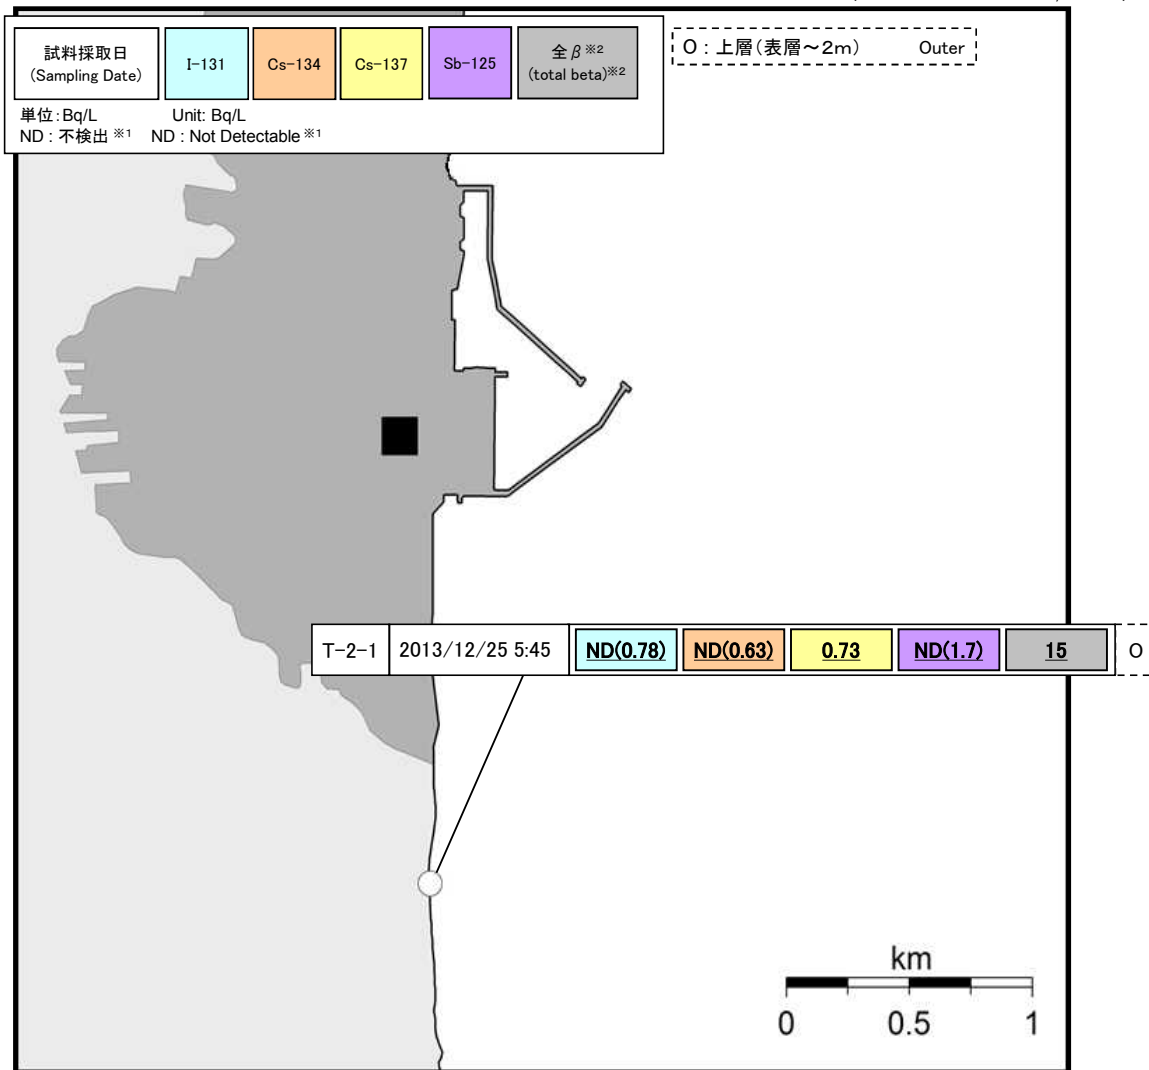 試料採取日
(Sampling Date)
I-131
Cs-134
Cs-137
Sb-125
全β※2
(total beta)※2
単位:Bq/L Unit: Bq/L
ND : 不検出 ※1 ND : Not Detectable ※1
O : 上層(表層~2m) Outer
T-2-1 2013/12/25 5:45 ND(0.78) ND(0.63) 0.73 ND(1.7) 15 O
km
0 0.5 1